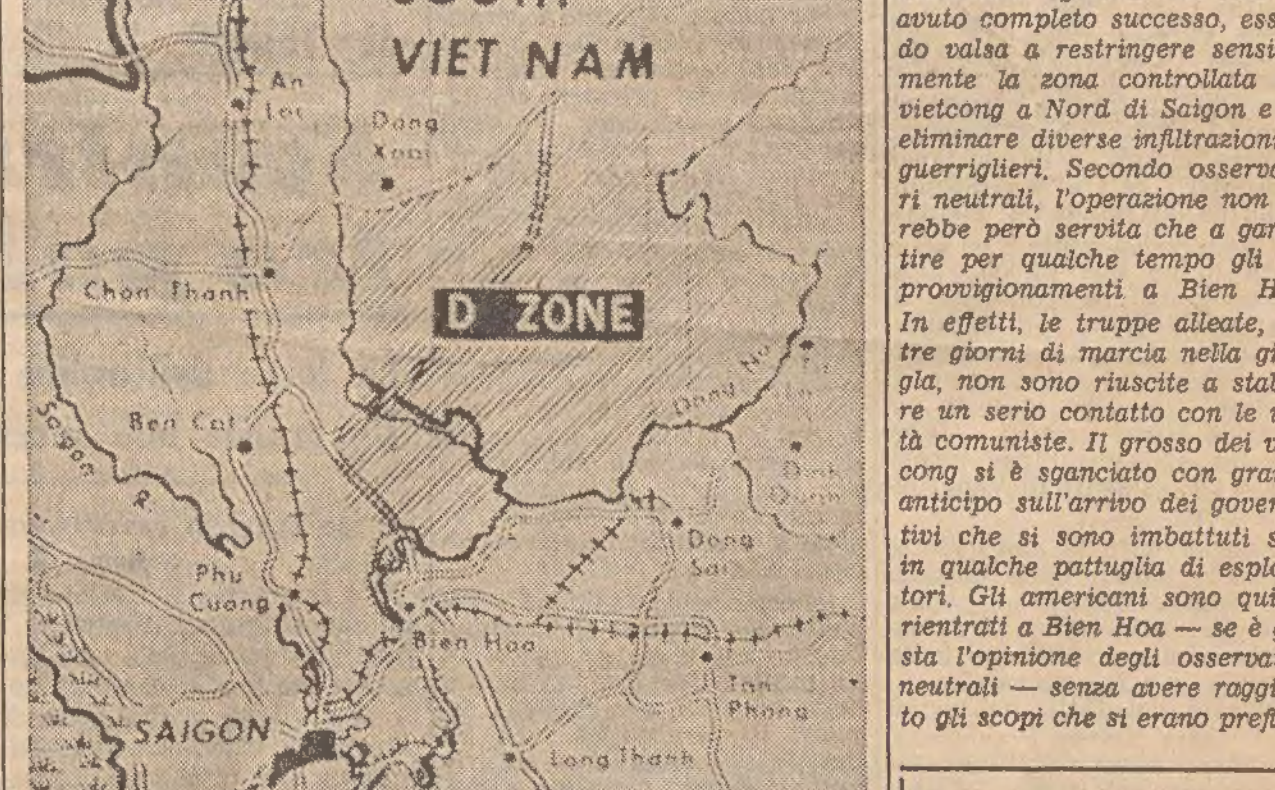 VIET NAM
An
Loc
Dong
Xoai
Chon Thanh
D ZONE
Ben Cat
Saigon R.
Dong Na
Dong
Sai
Phu
Cuong
Bien Hoa
Tan
Phong
SAIGON
Long Thanh
avuto completo successo, ess
do valsa a restringere sensi
mente la zona controllata
vietcong a Nord di Saigon e
eliminare diverse infiltrazion
guerriglieri. Secondo osserva
ri neutrali, l'operazione non
rebbe però servita che a gar
tire per qualche tempo gli
provvigionamenti a Bien H
In effetti, le truppe alleate,
tre giorni di marcia nella gi
gla, non sono riuscite a stab
re un serio contatto con le
tà comuniste. Il grosso dei v
cong si è sganciato con gra
anticipo sull'arrivo dei gover
tivi che si sono imbattuti s
in qualche pattuglia di esplo
tori. Gli americani sono qui
rientrati a Bien Hoa — se è g
sta l'opinione degli osserva
neutrali — senza avere raggi
to gli scopi che si erano prefi